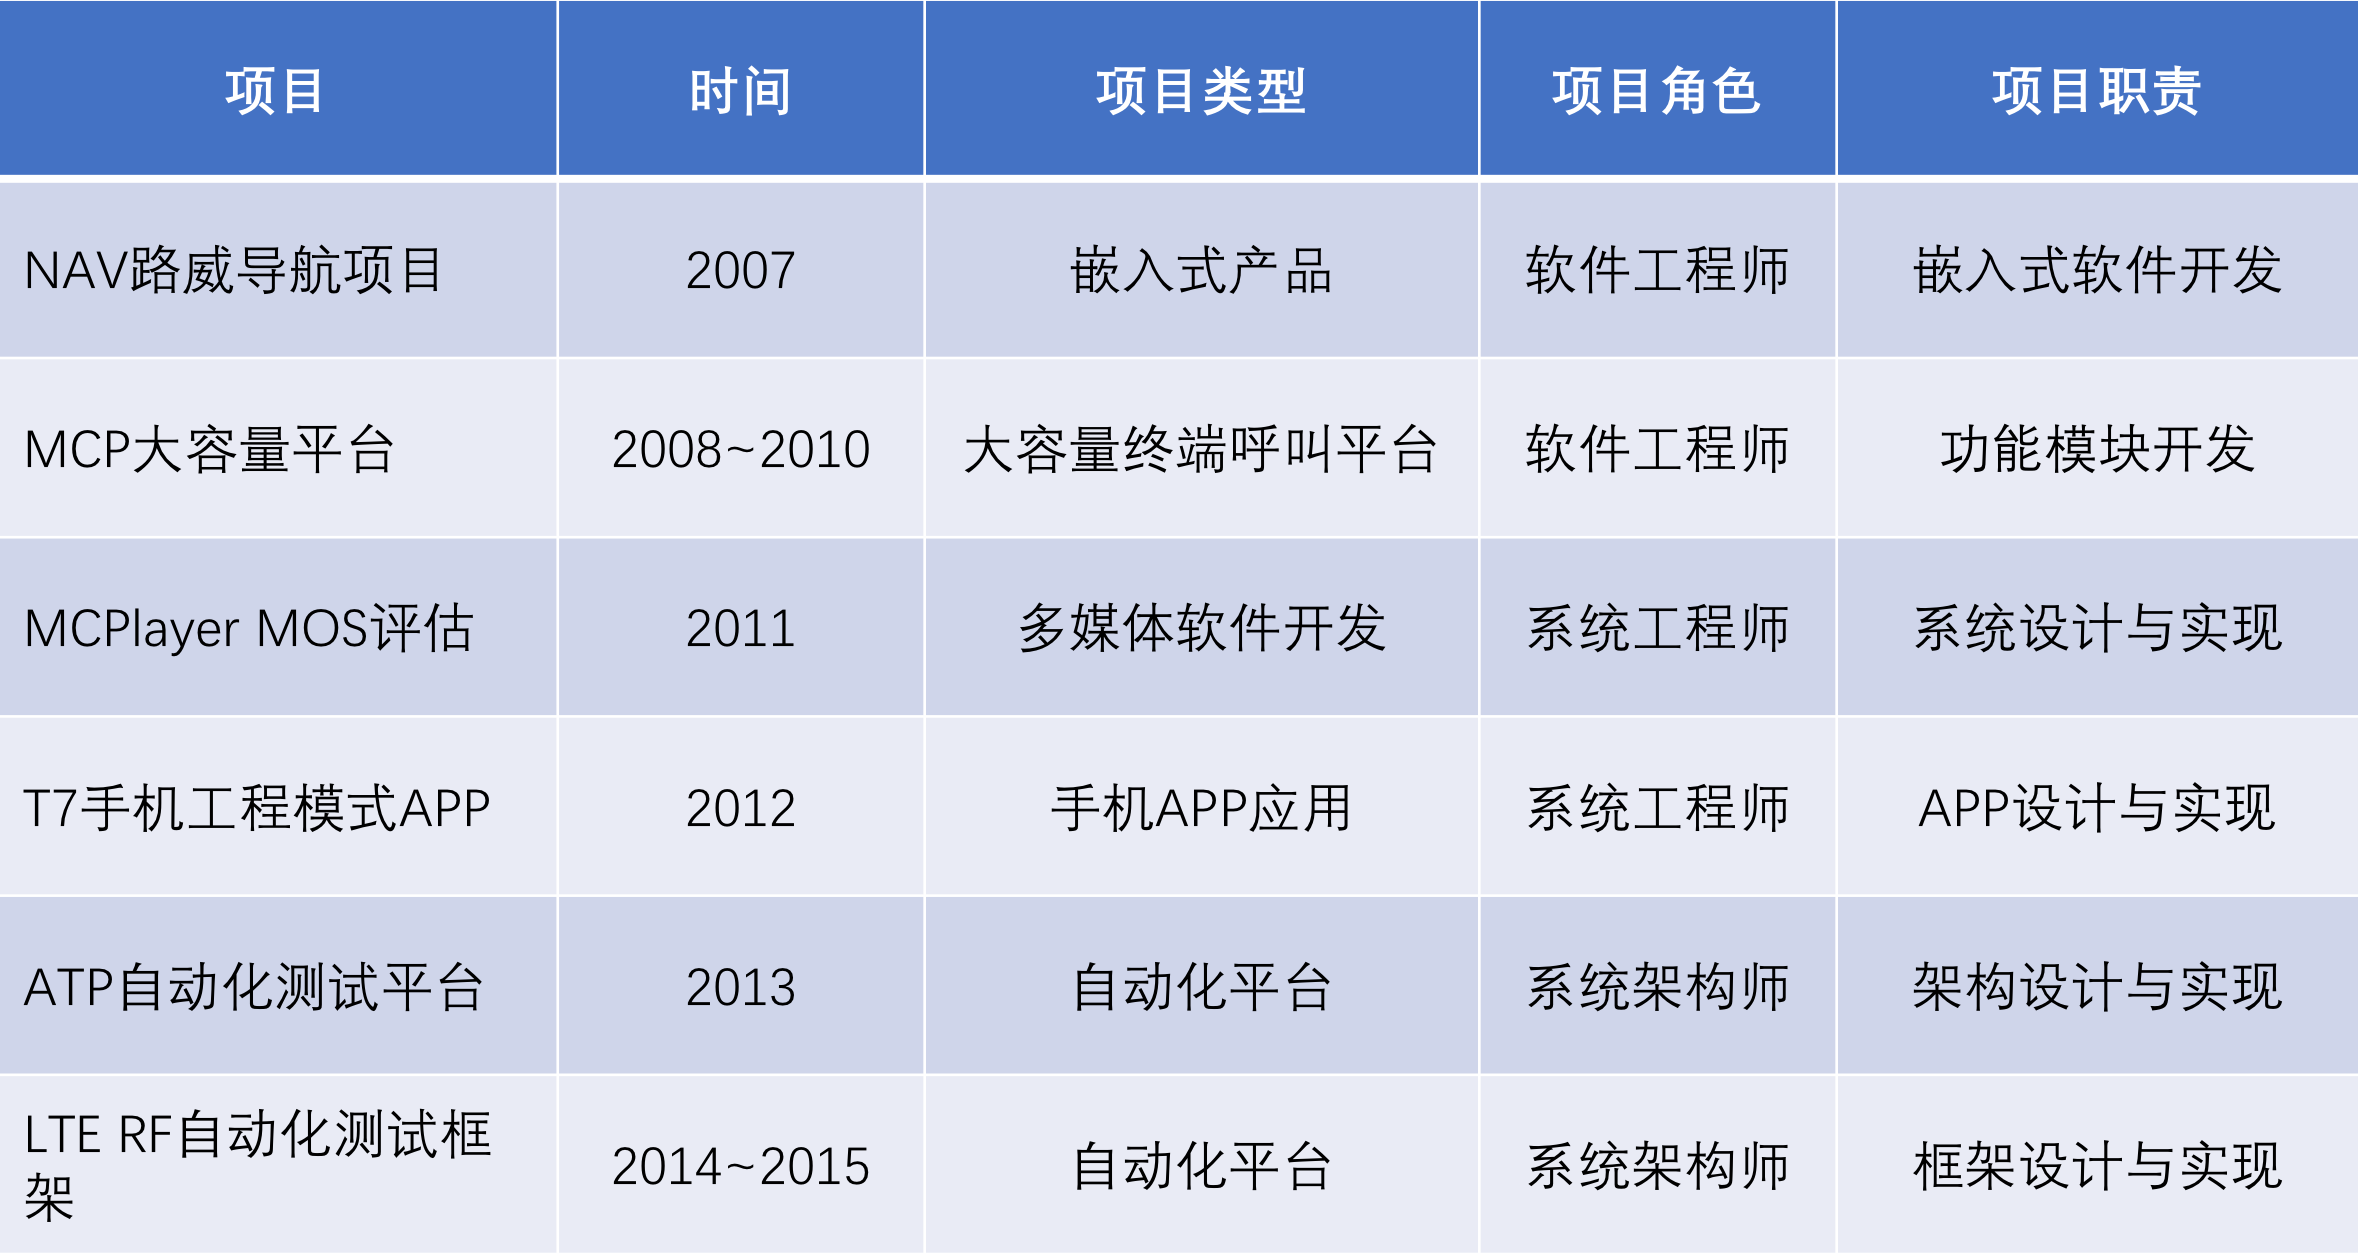 项目 时间 项目类型 项目角色 项目职责
NAV路威导航项目 2007 嵌入式产品 软件工程师 嵌入式软件开发
MCP大容量平台 2008~2010 大容量终端呼叫平台 软件工程师 功能模块开发
MCPlayer MOS评估 2011 多媒体软件开发 系统工程师 系统设计与实现
T7手机工程模式APP 2012 手机APP应用 系统工程师 APP设计与实现
ATP自动化测试平台 2013 自动化平台 系统架构师 架构设计与实现
LTE RF自动化测试框
架 2014~2015 自动化平台 系统架构师 框架设计与实现